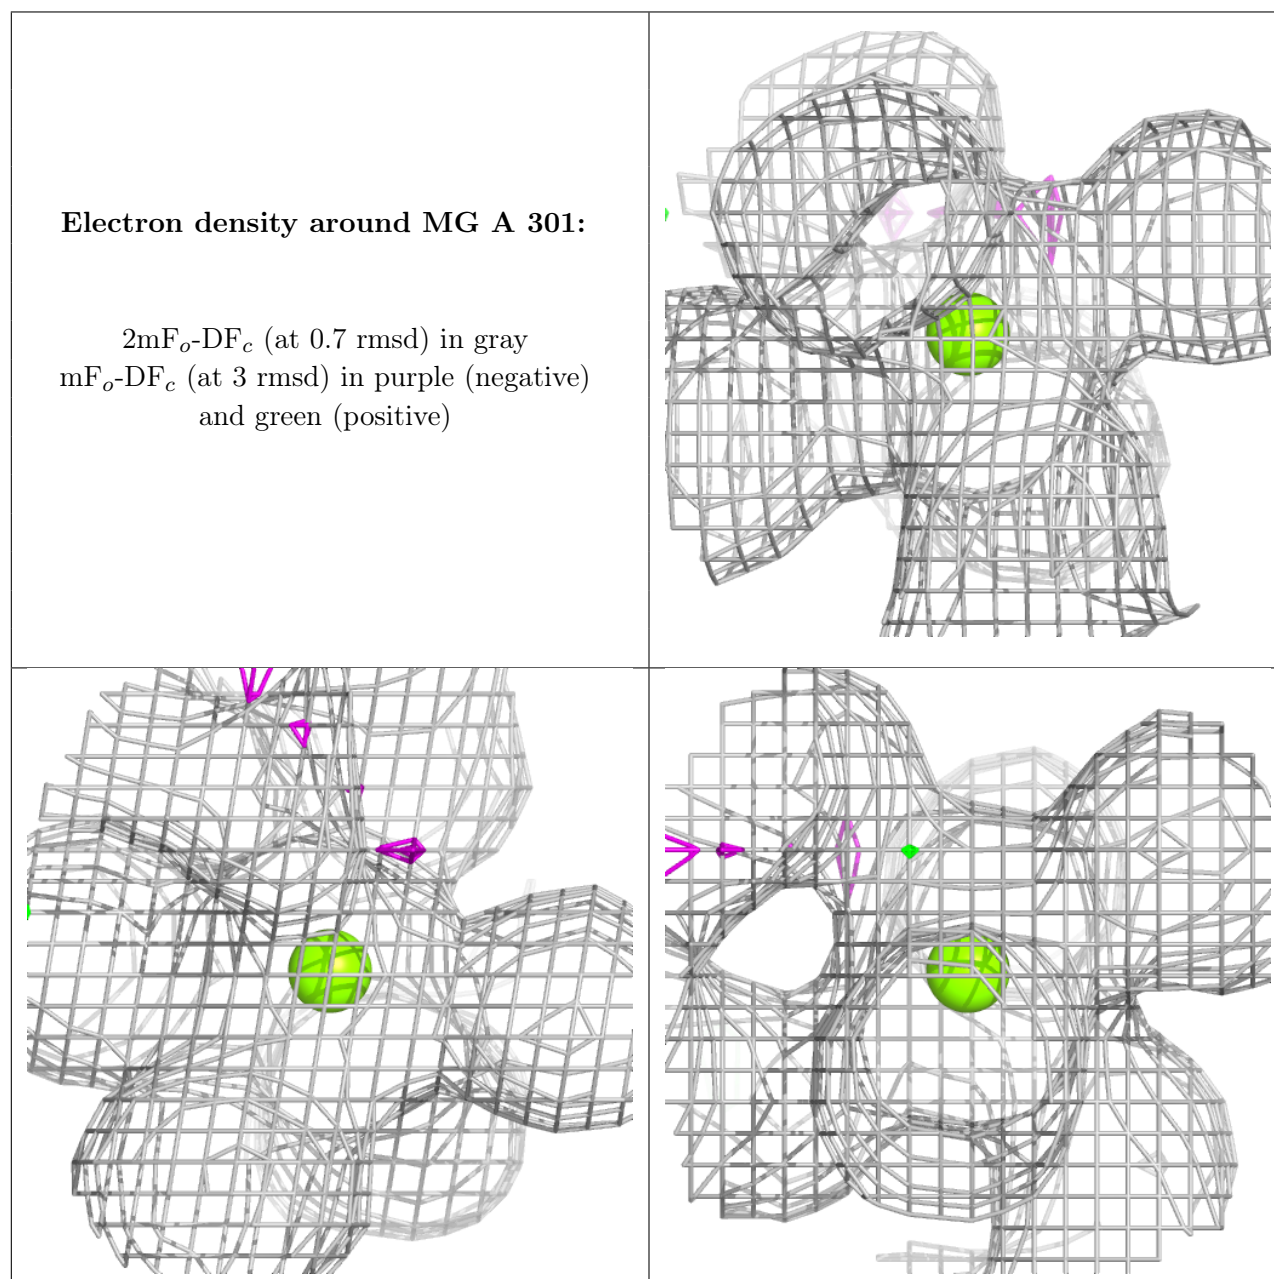 Electron density around MG A 301:
2mFₒ-DF𝑐 (at 0.7 rmsd) in gray
mFₒ-DF𝑐 (at 3 rmsd) in purple (negative)
and green (positive)